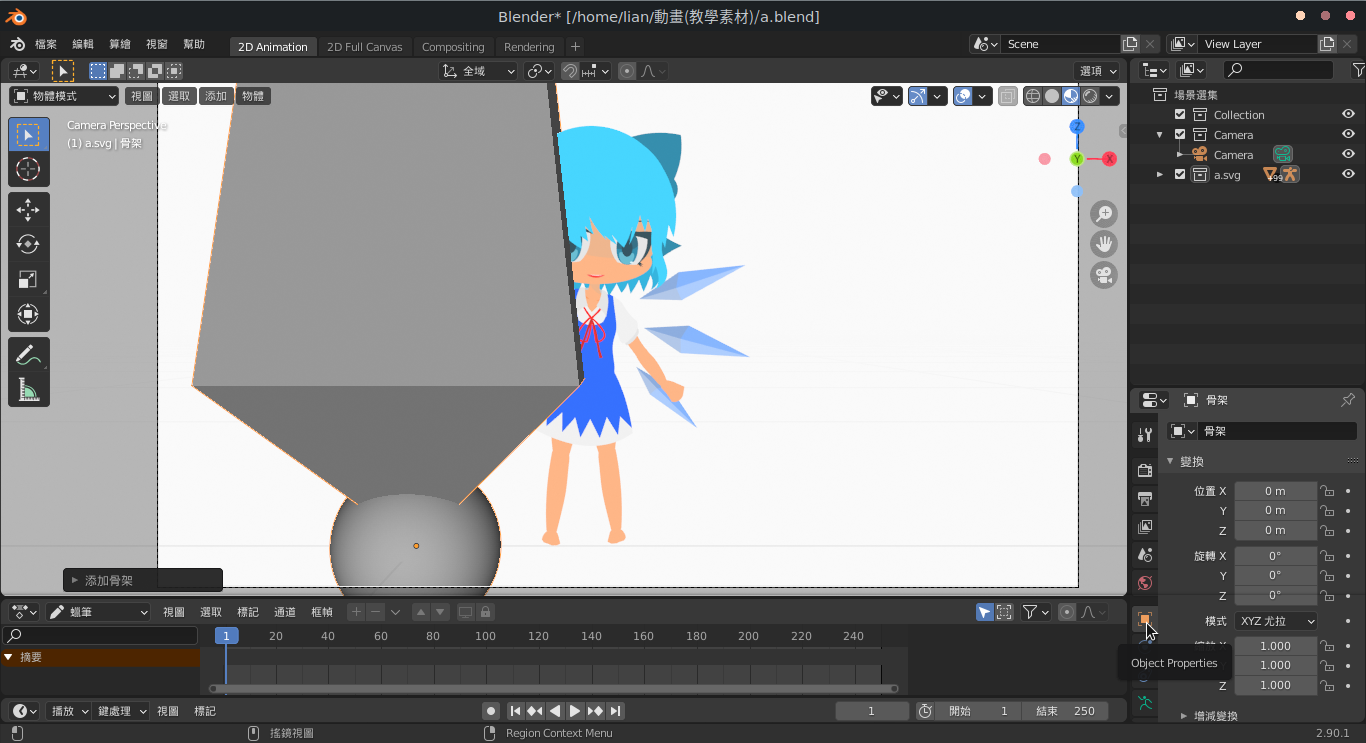 Blender* [/home/lian/動畫(教學素材)/a.blend]
檔案 編輯 算繪 視窗 幫助 2D Animation 2D Full Canvas Compositing Rendering + Scene View Layer
全域 選項
物體模式 視圖 選取 添加 物體
Camera Perspective
(1) a.svg | 骨架
Z
Y X
場景選集
Collection
Camera
Camera
a.svg +99
骨架
骨架
變換
位置 X 0 m
Y 0 m
Z 0 m
旋轉 X 0°
Y 0°
Z 0°
模式 XYZ 尤拉
1.000
1.000
Z 1.000
增減變換
Object Properties
添加骨架
蠟筆 視圖 選取 標記 通道 框幀
1 20 40 60 80 100 120 140 160 180 200 220 240
摘要
播放 鍵處理 視圖 標記 1 開始 1 結束 250
搖鏡視圖 Region Context Menu 2.90.1